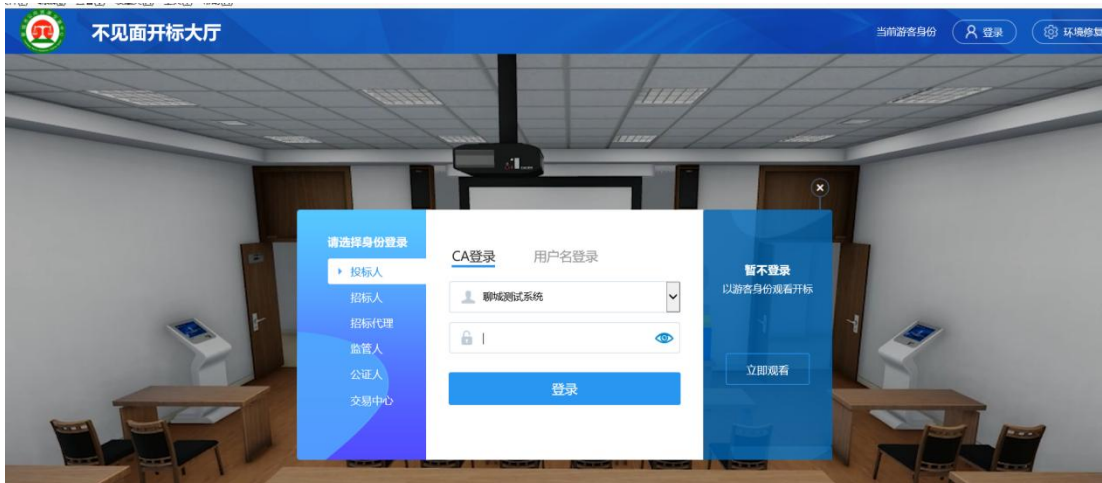 不见面开标大厅
当前游客身份
登录
环境修复
请选择身份登录
投标人
招标人
招标代理
监管人
公证人
交易中心
CA登录
用户名登录
聊城测试系统
登录
暂不登录
以游客身份观看开标
立即观看